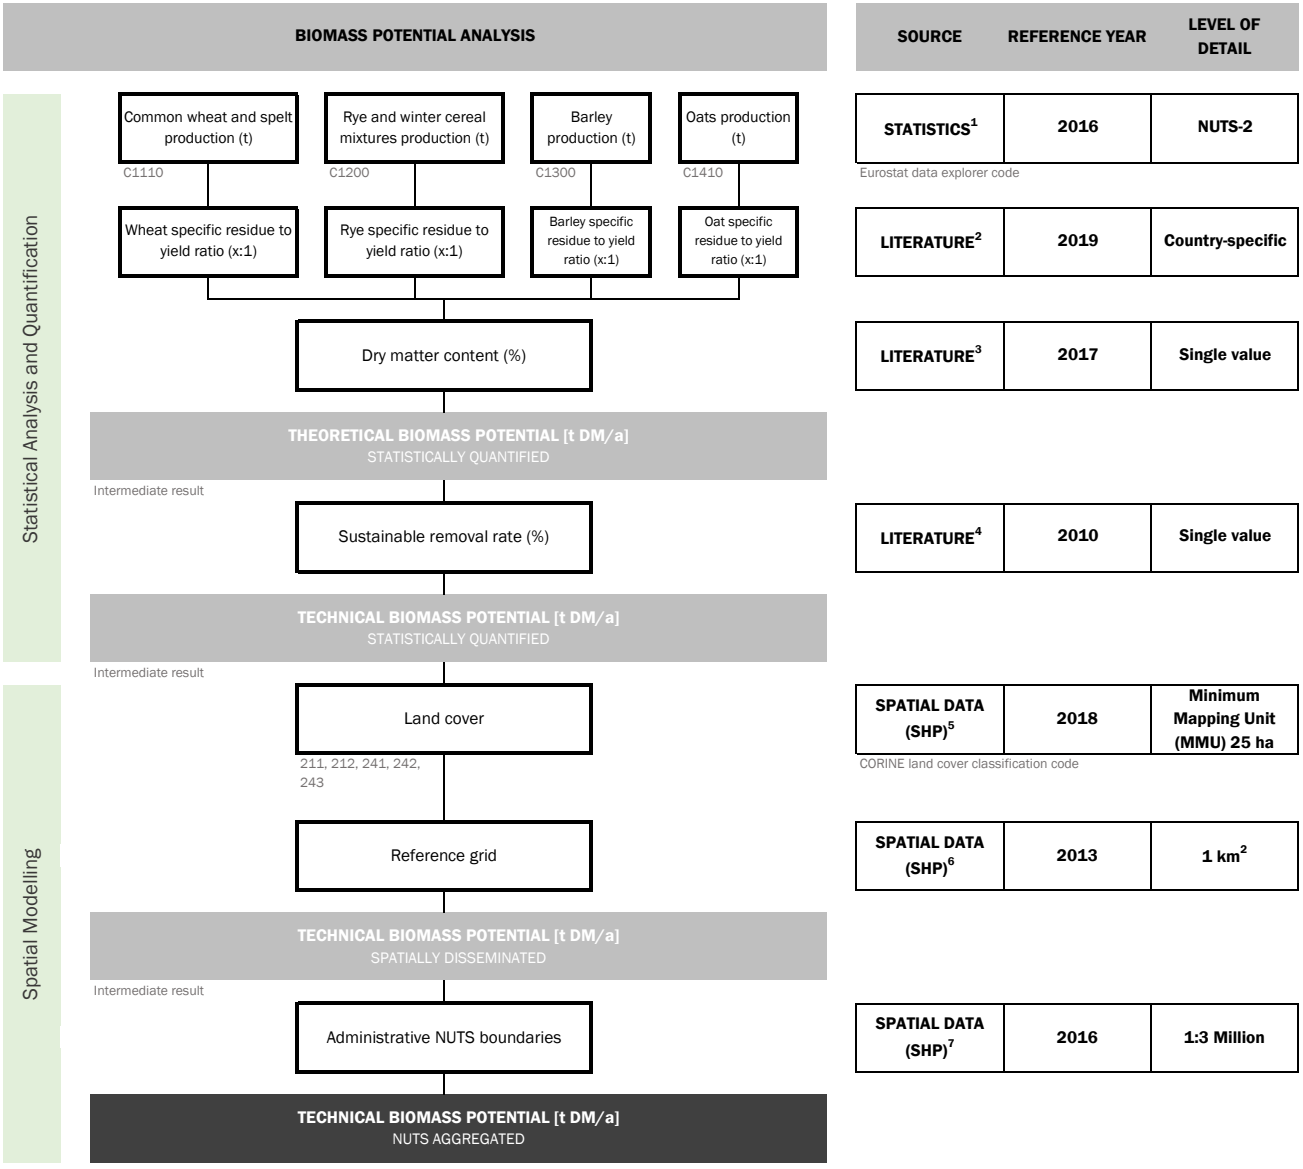 BIOMASS POTENTIAL ANALYSIS
SOURCE
REFERENCE YEAR
LEVEL OF
DETAIL
Statistical Analysis and Quantification
Common wheat and spelt
production (t)
C1110
Rye and winter cereal
mixtures production (t)
C1200
Barley
production (t)
C1300
Oats production
(t)
C1410
STATISTICS1
2016
NUTS-2
Eurostat data explorer code
Wheat specific residue to
yield ratio (x:1)
Rye specific residue to
yield ratio (x:1)
Barley specific
residue to yield
ratio (x:1)
Oat specific
residue to yield
ratio (x:1)
LITERATURE2
2019
Country-specific
Dry matter content (%)
LITERATURE3
2017
Single value
THEORETICAL BIOMASS POTENTIAL [t DM/a]
STATISTICALLY QUANTIFIED
Intermediate result
Sustainable removal rate (%)
LITERATURE4
2010
Single value
TECHNICAL BIOMASS POTENTIAL [t DM/a]
STATISTICALLY QUANTIFIED
Intermediate result
Spatial Modelling
Land cover
211, 212, 241, 242,
243
SPATIAL DATA
(SHP)5
2018
Minimum
Mapping Unit
(MMU) 25 ha
CORINE land cover classification code
Reference grid
SPATIAL DATA
(SHP)6
2013
1 km2
TECHNICAL BIOMASS POTENTIAL [t DM/a]
SPATIALLY DISSEMINATED
Intermediate result
Administrative NUTS boundaries
SPATIAL DATA
(SHP)7
2016
1:3 Million
TECHNICAL BIOMASS POTENTIAL [t DM/a]
NUTS AGGREGATED